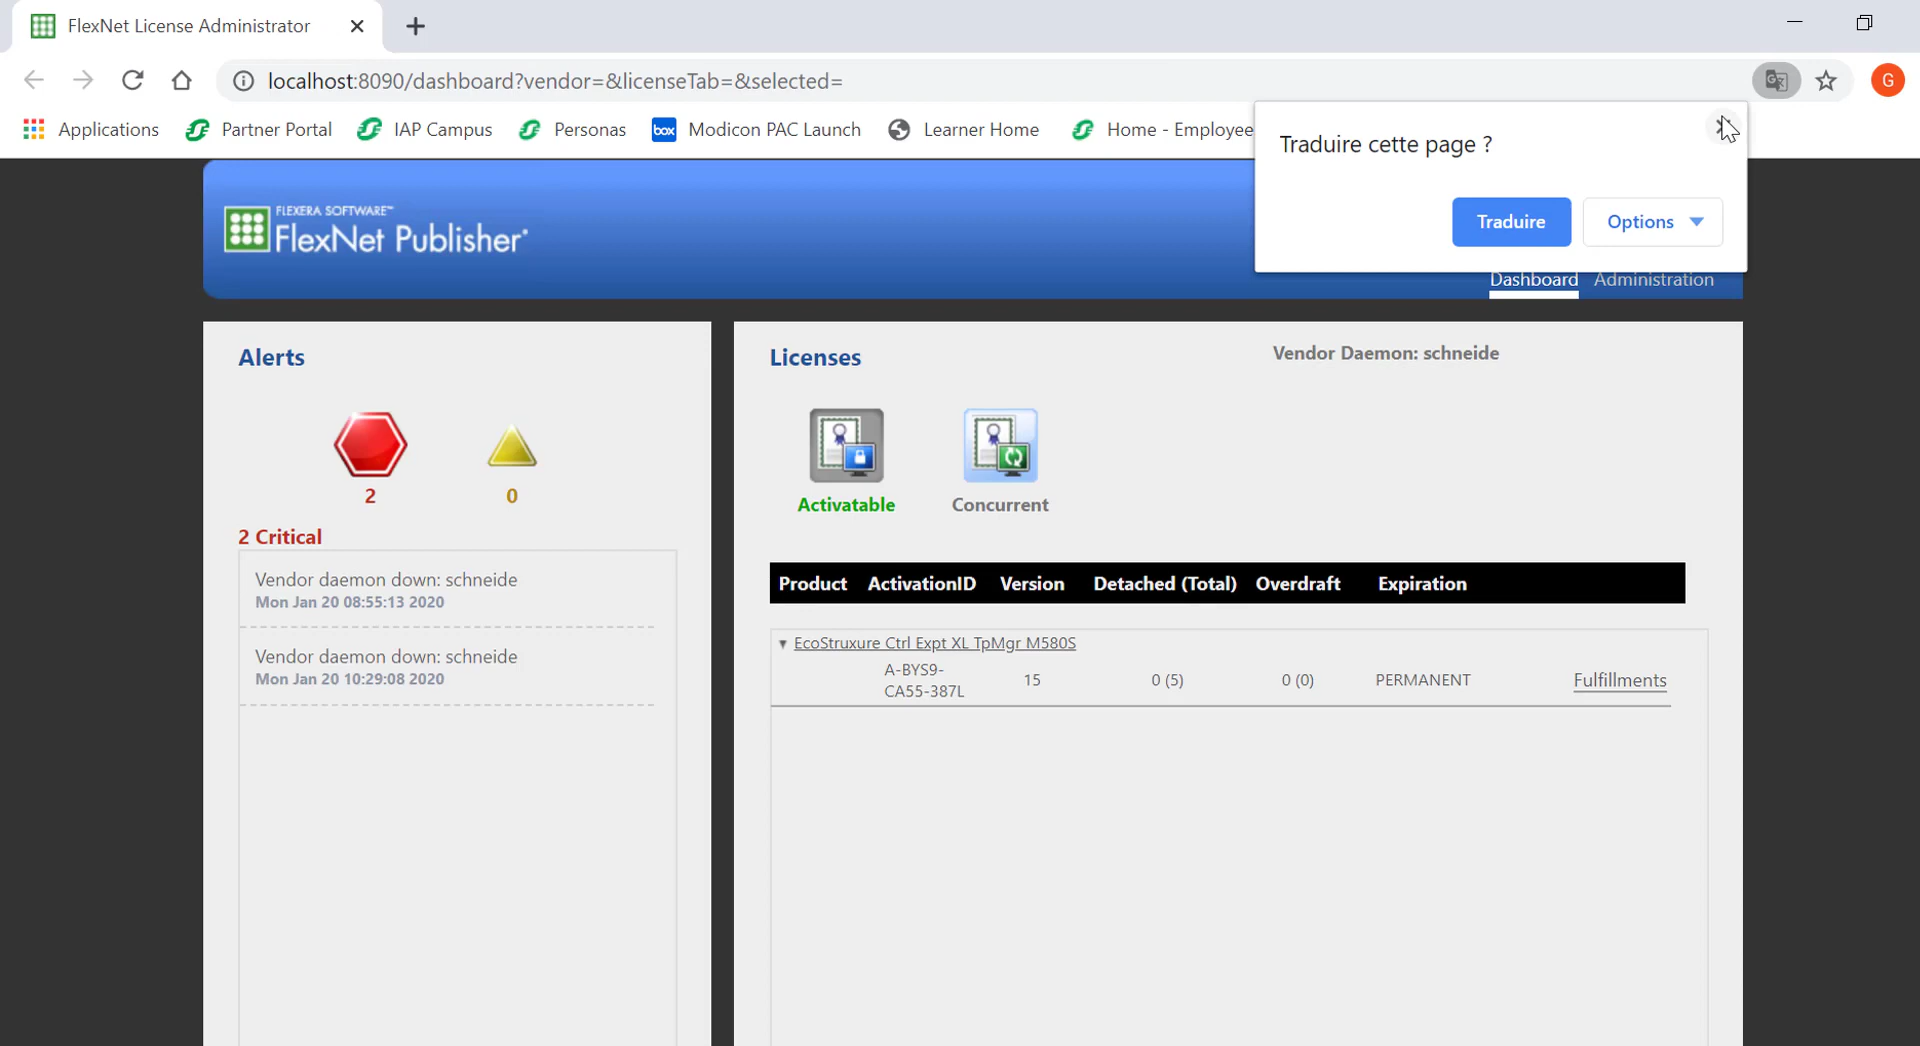 FlexNet License Administrator
localhost:8090/dashboard?vendor=&licenseTab=&selected=
G
Applications Partner Portal IAP Campus Personas box Modicon PAC Launch Learner Home Home - Employee
Traduire cette page ?
Traduire Options
FLEXERA SOFTWARE™
FlexNet Publisher®
Dashboard Administration
Alerts
2 0
2 Critical
Vendor daemon down: schneide
Mon Jan 20 08:55:13 2020
Vendor daemon down: schneide
Mon Jan 20 10:29:08 2020
Licenses Vendor Daemon: schneide
Activatable Concurrent
Product ActivationID Version Detached (Total) Overdraft Expiration
EcoStruxure Ctrl Expt XL TpMgr M580S
A-BYS9-
CA55-387L 15 0 (5) 0 (0) PERMANENT Fulfillments